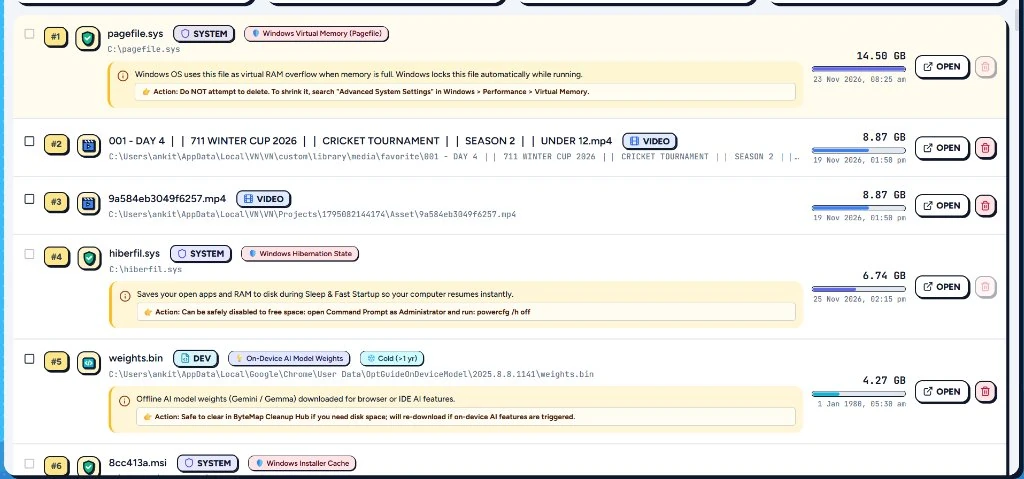 #1 pagefile.sys SYSTEM Windows Virtual Memory (Pagefile)
C:\pagefile.sys
Windows OS uses this file as virtual RAM overflow when memory is full. Windows locks this file automatically while running.
Action: Do NOT attempt to delete. To shrink it, search "Advanced System Settings" in Windows > Performance > Virtual Memory.
14.50 GB
23 Nov 2026, 08:25 am
OPEN
#2 001 - DAY 4 || 711 WINTER CUP 2026 || CRICKET TOURNAMENT || SEASON 2 || UNDER 12.mp4 VIDEO
C:\Users\ankit\AppData\Local\VN\VN\custom\library\media\favorite\001 - DAY 4 || 711 WINTER CUP 2026 || CRICKET TOURNAMENT || SEASON 2 ||…
8.87 GB
19 Nov 2026, 01:50 pm
OPEN
#3 9a584eb3049f6257.mp4 VIDEO
C:\Users\ankit\AppData\Local\VN\VN\Projects\1795082144174\Asset\9a584eb3049f6257.mp4
8.87 GB
19 Nov 2026, 01:50 pm
OPEN
#4 hiberfil.sys SYSTEM Windows Hibernation State
C:\hiberfil.sys
Saves your open apps and RAM to disk during Sleep & Fast Startup so your computer resumes instantly.
Action: Can be safely disabled to free space: open Command Prompt as Administrator and run: powercfg /h off
6.74 GB
25 Nov 2026, 02:15 pm
OPEN
#5 weights.bin DEV On-Device AI Model Weights Cold (>1 yr)
C:\Users\ankit\AppData\Local\Google\Chrome\User Data\OptGuideOnDeviceModel\2025.8.8.1141\weights.bin
Offline AI model weights (Gemini / Gemma) downloaded for browser or IDE AI features.
Action: Safe to clear in ByteMap Cleanup Hub if you need disk space; will re-download if on-device AI features are triggered.
4.27 GB
1 Jan 1980, 05:30 am
OPEN
#6 8cc413a.msi SYSTEM Windows Installer Cache